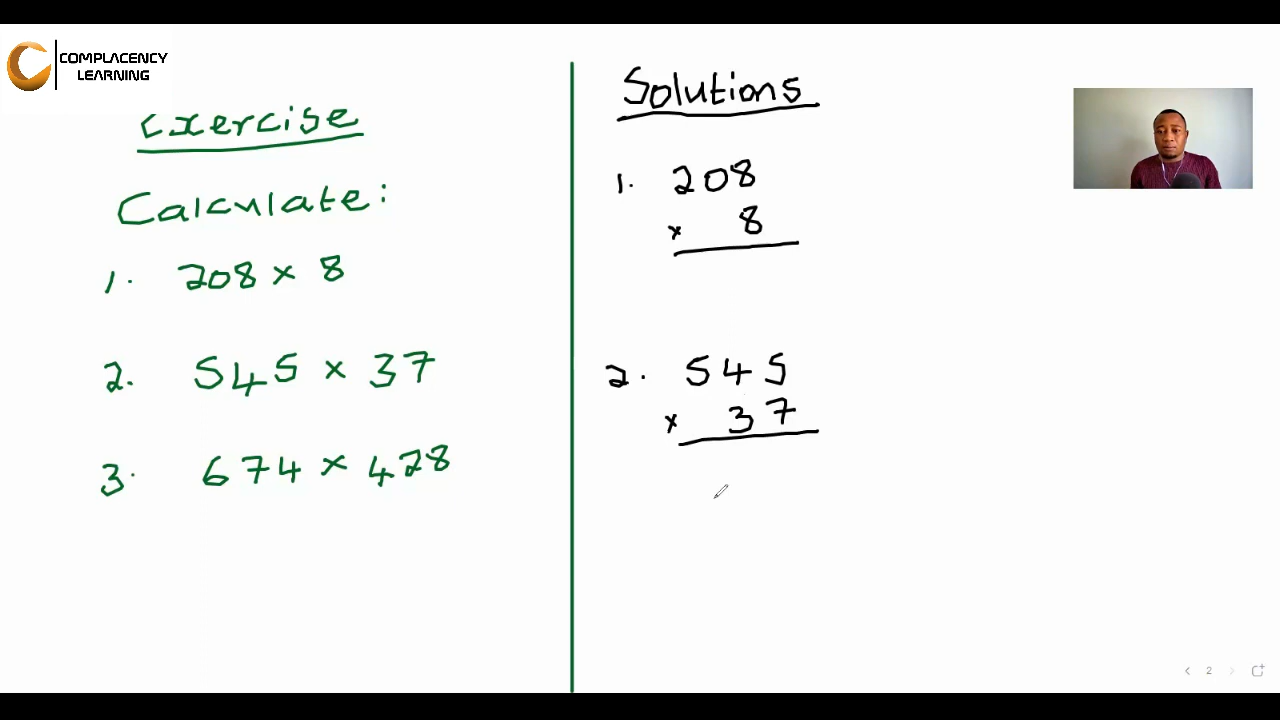 COMPLACENCY
LEARNING
Exercise
Calculate:
1. 208 × 8
2. 545 × 37
3. 674 × 428
Solutions
1. 208
× 8
2. 545
× 37
2